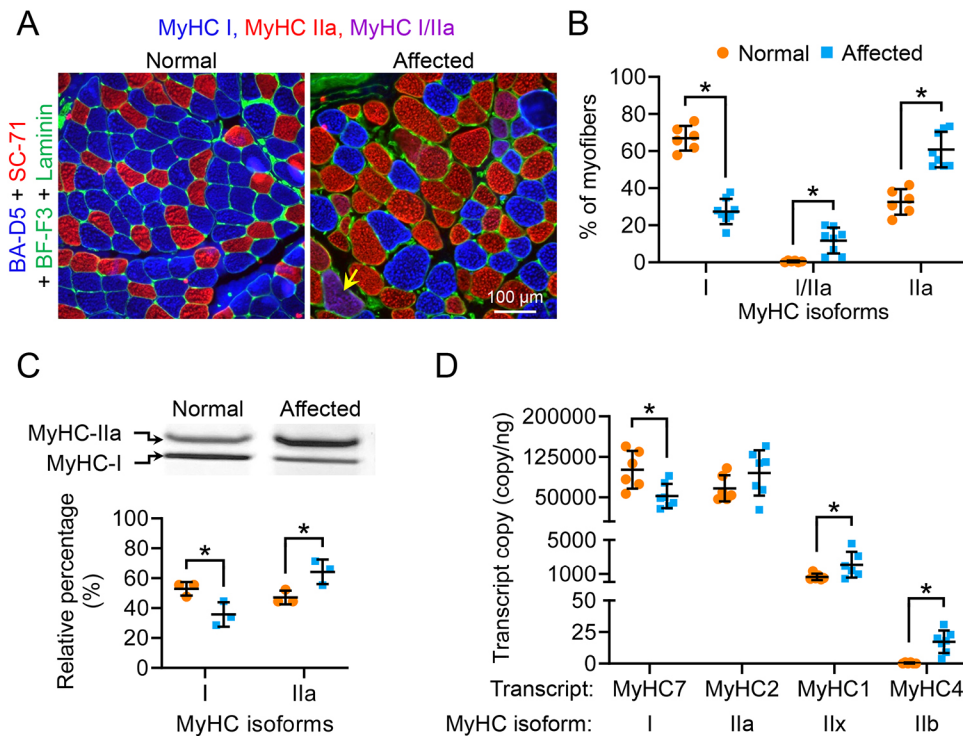 A
MyHC I, MyHC IIa, MyHC I/IIa
Normal
Affected
BA-D5 + SC-71
+ BF-F3 + Laminin
100 µm
B
Normal
Affected
% of myofibers
100
80
60
40
20
0
*
*
*
I
I/IIa
IIa
MyHC isoforms
C
Normal
Affected
MyHC-IIa
MyHC-I
Relative percentage
(%)
100
80
60
40
20
0
*
*
I
IIa
MyHC isoforms
D
Transcript copy (copy/ng)
200000
125000
50000
5000
1000
50
25
0
*
*
*
Transcript: MyHC7 MyHC2 MyHC1 MyHC4
MyHC isoform: I IIa IIx IIb